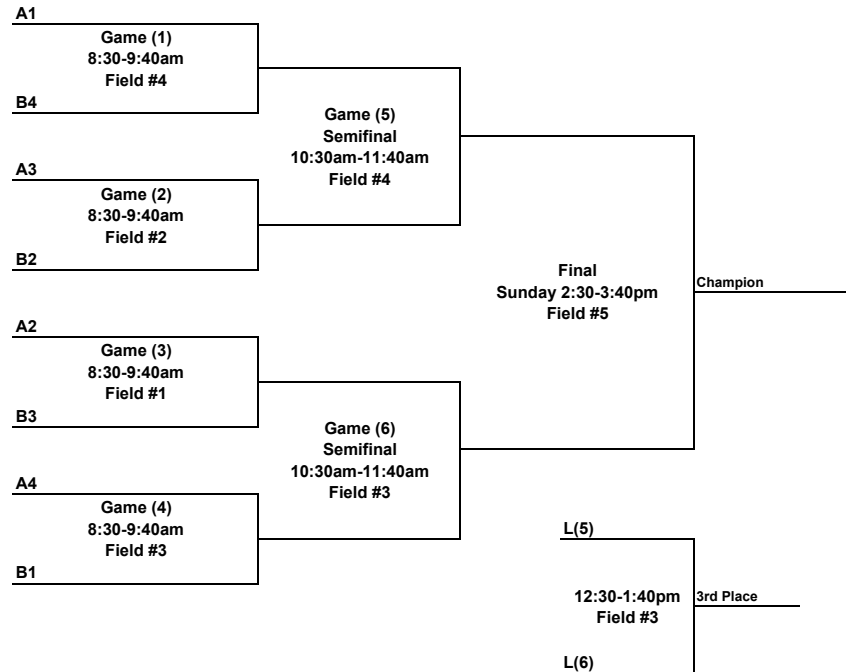 A1
Game (1)
8:30-9:40am
Field #4
B4
A3
Game (2)
8:30-9:40am
Field #2
B2
A2
Game (3)
8:30-9:40am
Field #1
B3
A4
Game (4)
8:30-9:40am
Field #3
B1
Game (5)
Semifinal
10:30am-11:40am
Field #4
Game (6)
Semifinal
10:30am-11:40am
Field #3
Final
Sunday 2:30-3:40pm
Field #5
Champion
L(5)
12:30-1:40pm
Field #3
3rd Place
L(6)